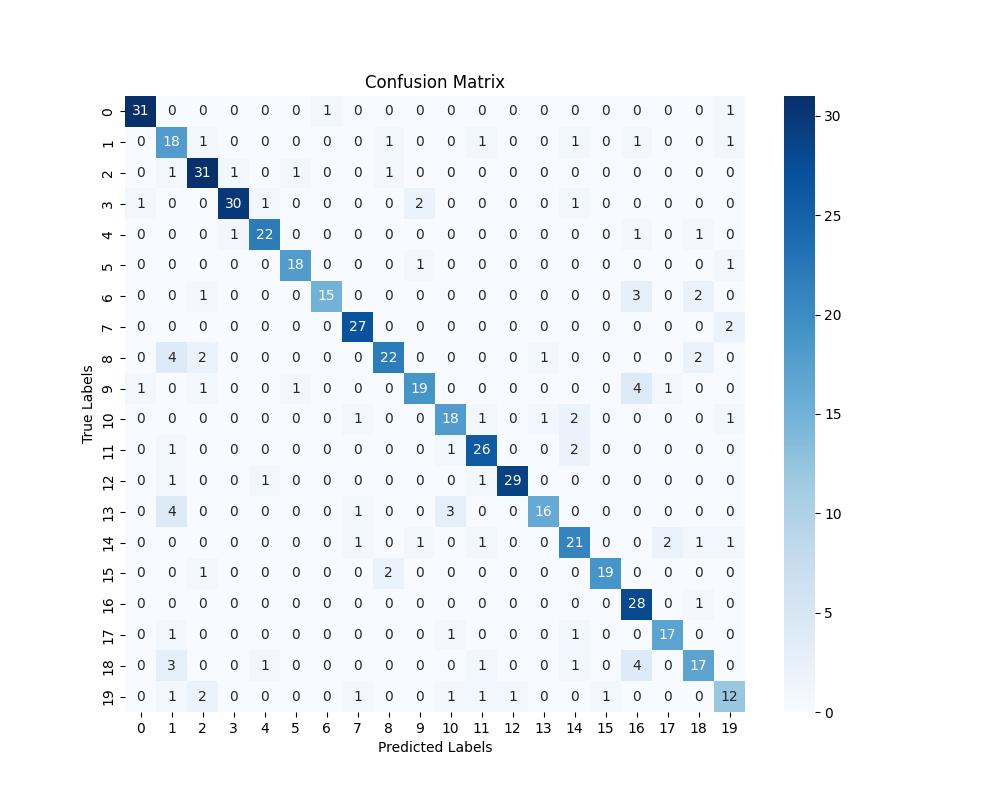 Confusion Matrix
0 31 0 0 0 0 0 1 0 0 0 0 0 0 0 0 0 0 0 0 1
1 0 18 1 0 0 0 0 0 1 0 0 1 0 0 1 0 1 0 0 1
2 0 1 31 1 0 1 0 0 1 0 0 0 0 0 0 0 0 0 0 0
3 1 0 0 30 1 0 0 0 0 2 0 0 0 0 1 0 0 0 0 0
4 0 0 0 1 22 0 0 0 0 0 0 0 0 0 0 0 1 0 1 0
5 0 0 0 0 0 18 0 0 0 1 0 0 0 0 0 0 0 0 0 1
6 0 0 1 0 0 0 15 0 0 0 0 0 0 0 0 0 3 0 2 0
7 0 0 0 0 0 0 0 27 0 0 0 0 0 0 0 0 0 0 0 2
8 0 4 2 0 0 0 0 0 22 0 0 0 0 1 0 0 0 0 2 0
9 1 0 1 0 0 1 0 0 0 19 0 0 0 0 0 0 4 1 0 0
10 0 0 0 0 0 0 0 1 0 0 18 1 0 1 2 0 0 0 0 1
11 0 1 0 0 0 0 0 0 0 0 1 26 0 0 2 0 0 0 0 0
12 0 1 0 0 1 0 0 0 0 0 0 1 29 0 0 0 0 0 0 0
13 0 4 0 0 0 0 0 1 0 0 3 0 0 16 0 0 0 0 0 0
14 0 0 0 0 0 0 0 1 0 1 0 1 0 0 21 0 0 2 1 1
15 0 0 1 0 0 0 0 0 2 0 0 0 0 0 0 19 0 0 0 0
16 0 0 0 0 0 0 0 0 0 0 0 0 0 0 0 0 28 0 1 0
17 0 1 0 0 0 0 0 0 0 0 1 0 0 0 1 0 0 17 0 0
18 0 3 0 0 1 0 0 0 0 0 0 1 0 0 1 0 4 0 17 0
19 0 1 2 0 0 0 0 1 0 0 1 1 1 0 0 1 0 0 0 12
0 1 2 3 4 5 6 7 8 9 10 11 12 13 14 15 16 17 18 19
Predicted Labels
True Labels
30
25
20
15
10
5
0